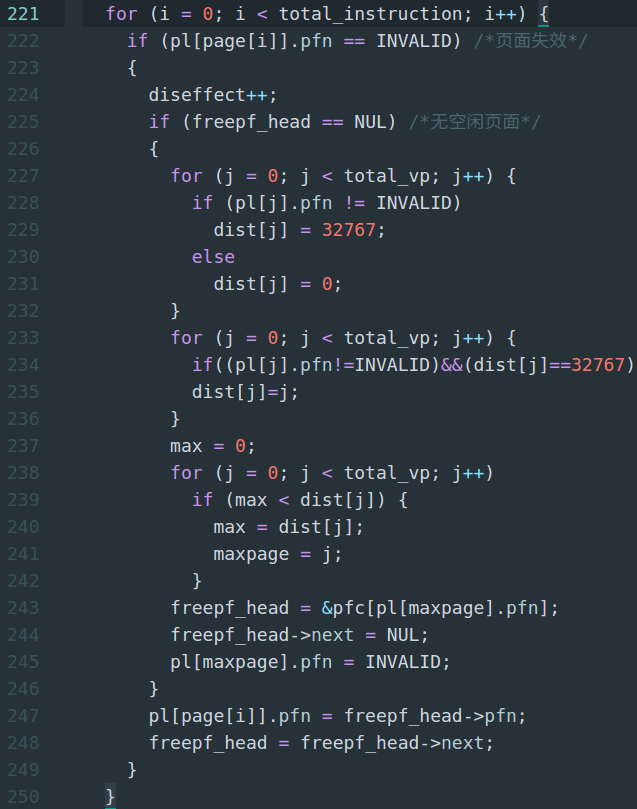 221 for (i = 0; i < total_instruction; i++) {
222 if (pl[page[i]].pfn == INVALID) /*页面失效*/
223 {
224 diseffect++;
225 if (freepf_head == NUL) /*无空闲页面*/
226 {
227 for (j = 0; j < total_vp; j++) {
228 if (pl[j].pfn != INVALID)
229 dist[j] = 32767;
230 else
231 dist[j] = 0;
232 }
233 for (j = 0; j < total_vp; j++) {
234 if((pl[j].pfn!=INVALID)&&(dist[j]==32767)
235 dist[j]=j;
236 }
237 max = 0;
238 for (j = 0; j < total_vp; j++)
239 if (max < dist[j]) {
240 max = dist[j];
241 maxpage = j;
242 }
243 freepf_head = &pfc[pl[maxpage].pfn];
244 freepf_head->next = NUL;
245 pl[maxpage].pfn = INVALID;
246 }
247 pl[page[i]].pfn = freepf_head->pfn;
248 freepf_head = freepf_head->next;
249 }
250 }